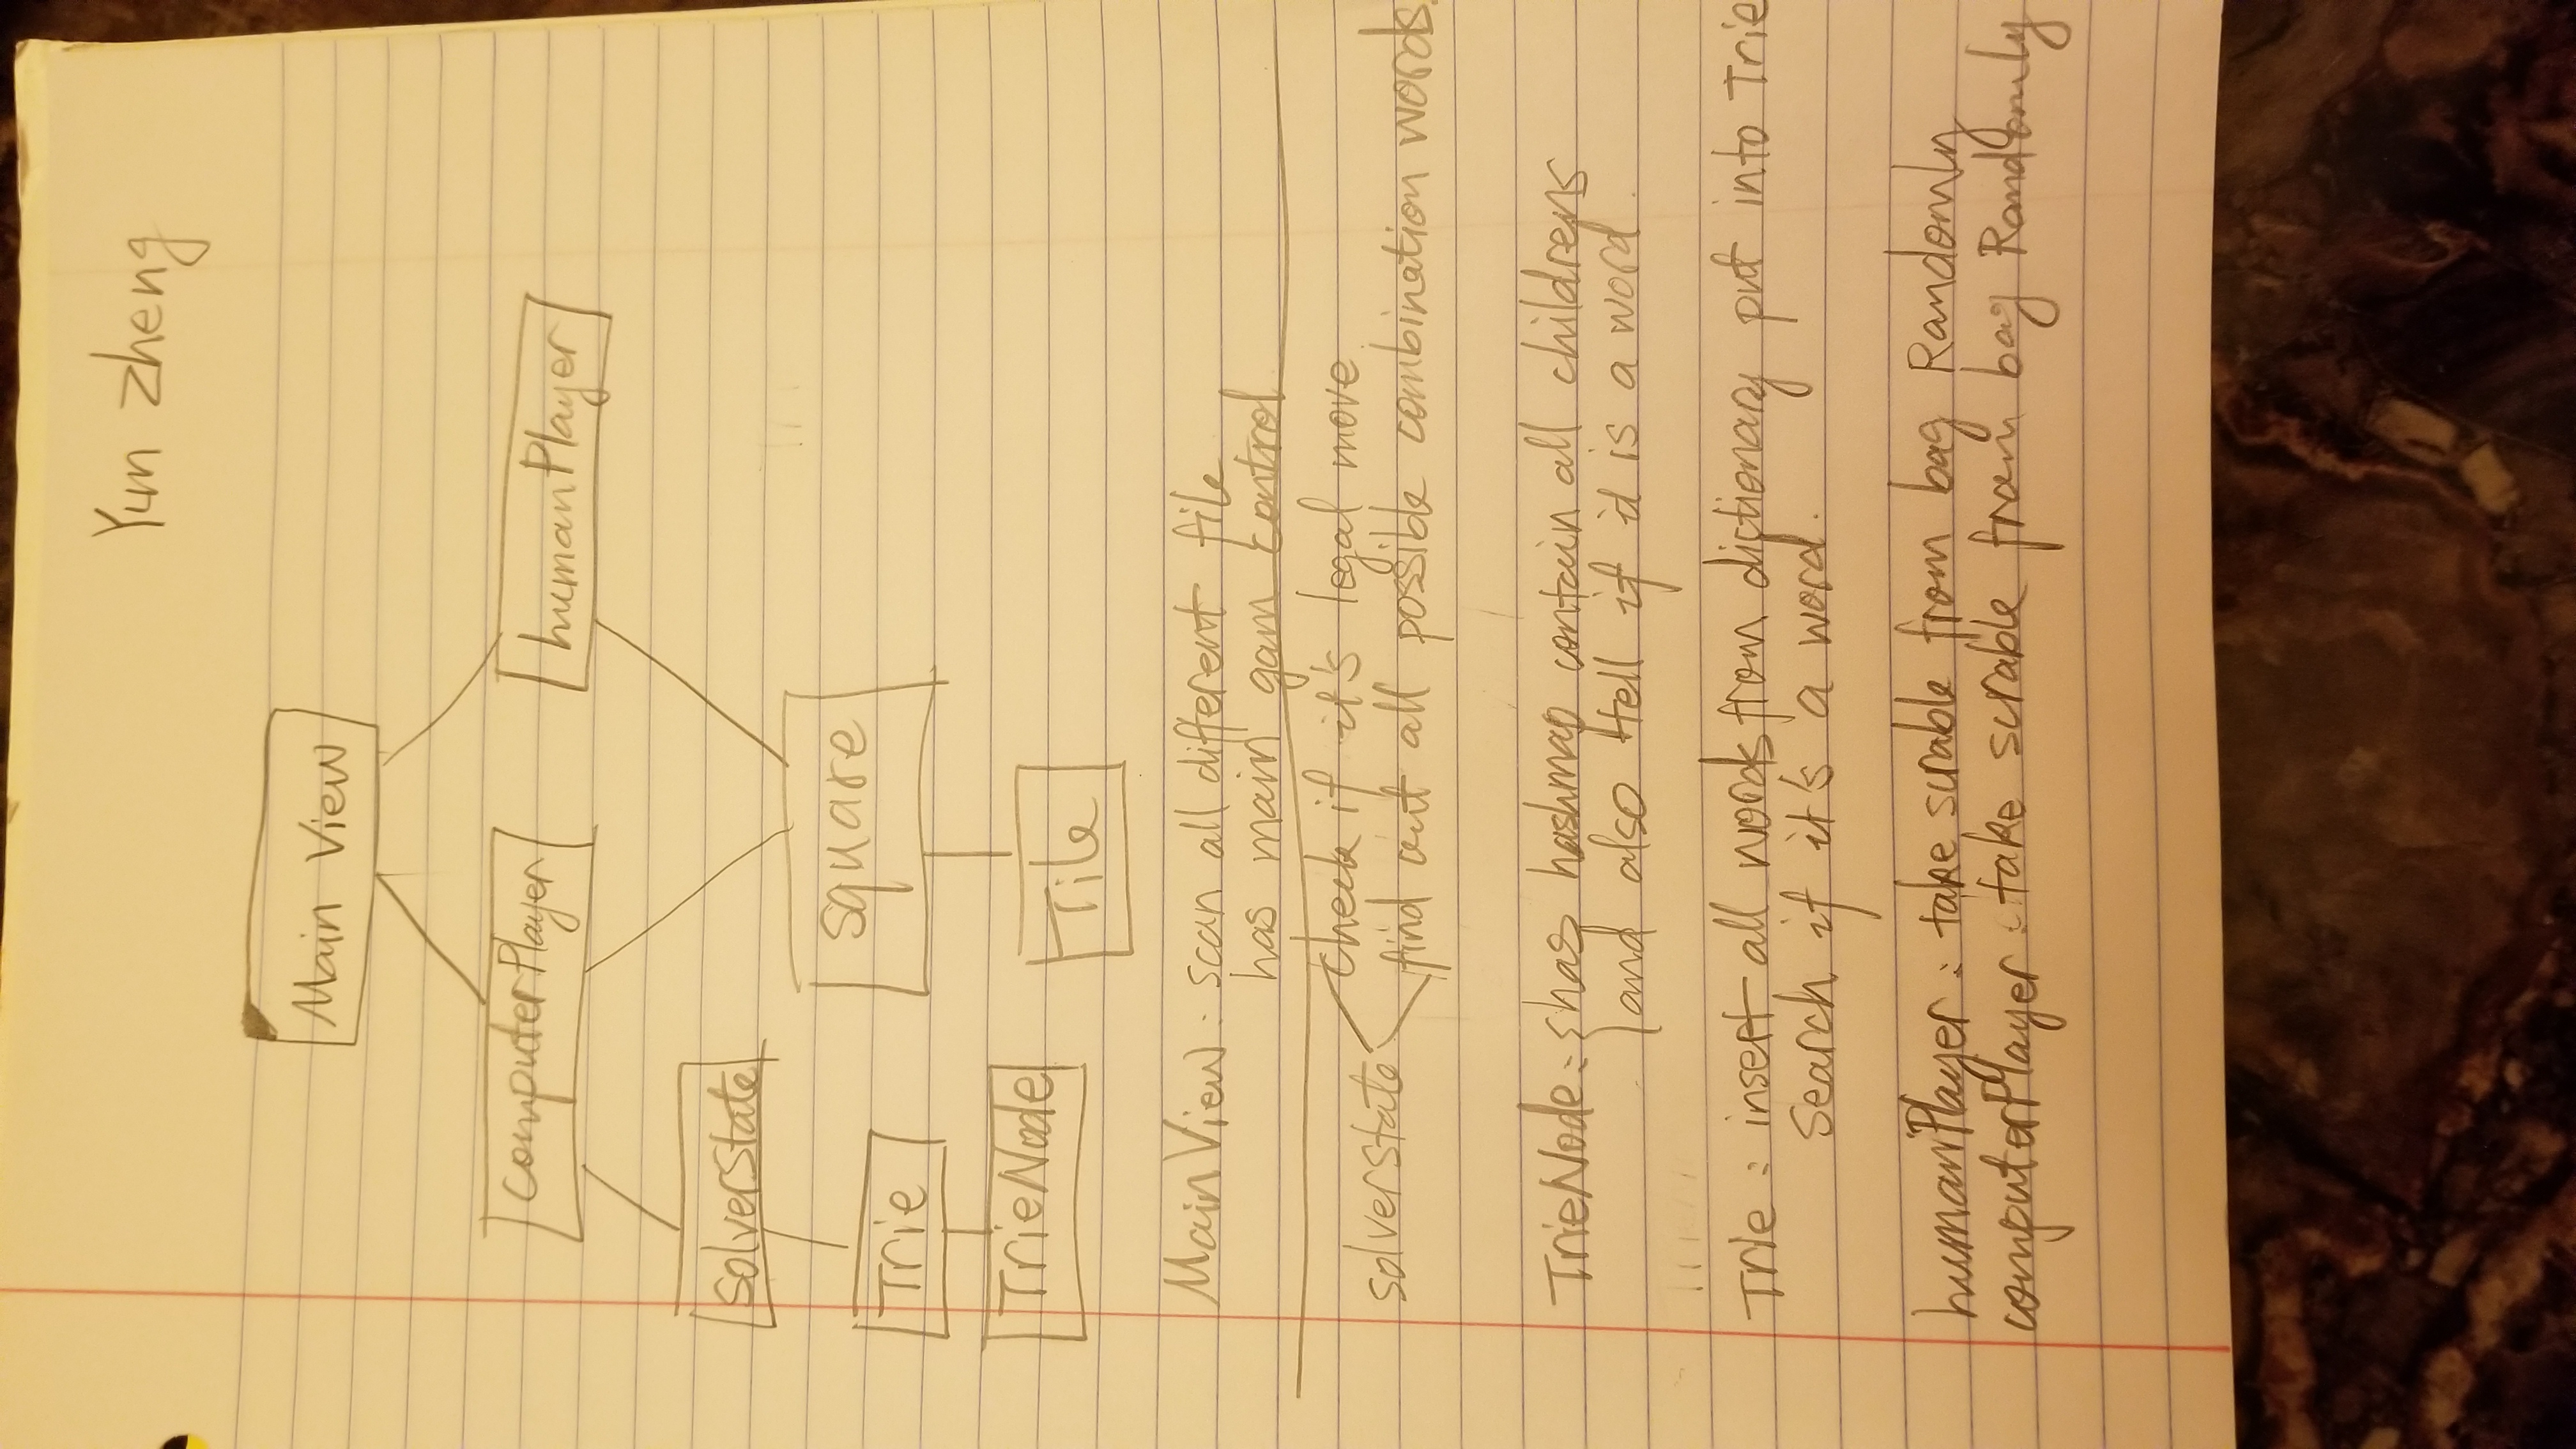 Yun Zheng
Main View
computerPlayer
humanPlayer
solverState
square
Trie
TrieNode
Tile
MainView : scan all different file
has main gam control
solverstate check if it's legal move
find out all possible combination words.
TrieNode : { has hashmap contain all childrens
and also tell if it is a word.
Trie : insert all words from dictionary put into Trie
Search if it's a word.
humanPlayer : take scrable from bag Randomly
computerPlayer : take scrable from bag Randomly